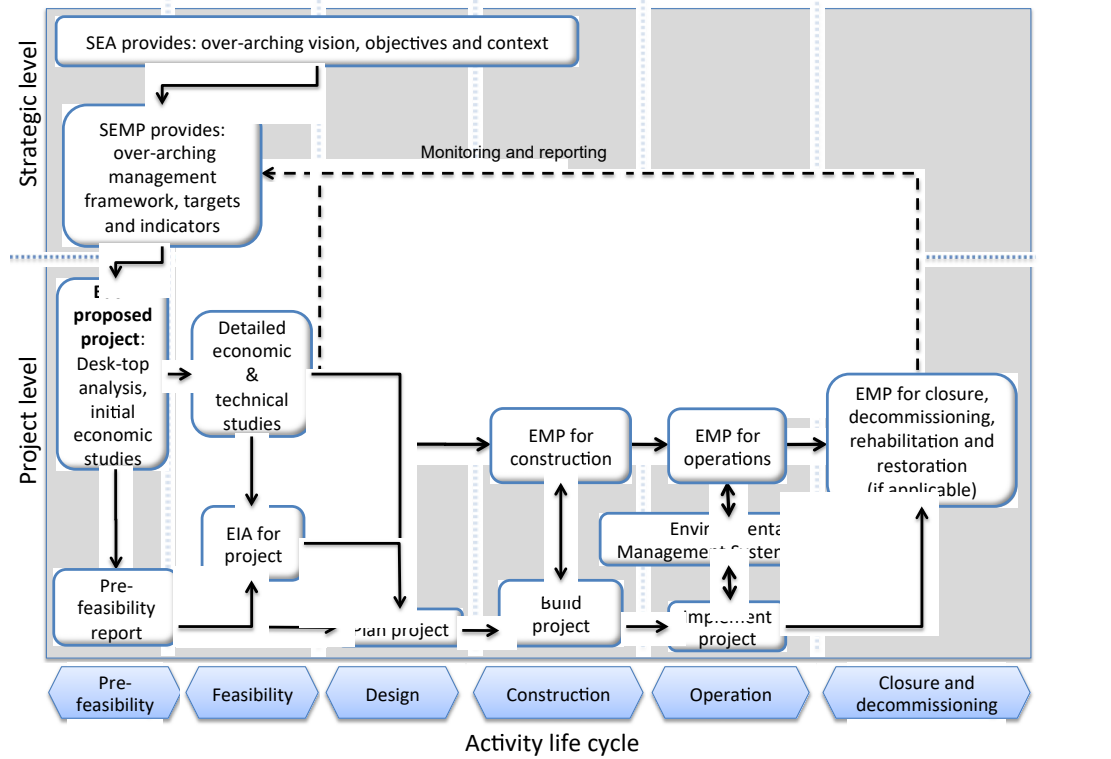 Strategic level
SEA provides: over-arching vision, objectives and context
SEMP provides:
over-arching
management
framework, targets
and indicators
Monitoring and reporting
Project level
proposed
project:
Desk-top
analysis,
initial
economic
studies
Detailed
economic
&
technical
studies
EIA for
project
Pre-
feasibility
report
Plan project
EMP for
construction
Build
project
EMP for
operations
Management System
Implement
project
EMP for closure,
decommissioning,
rehabilitation and
restoration
(if applicable)
Pre-
feasibility
Feasibility
Design
Construction
Operation
Closure and
decommissioning
Activity life cycle